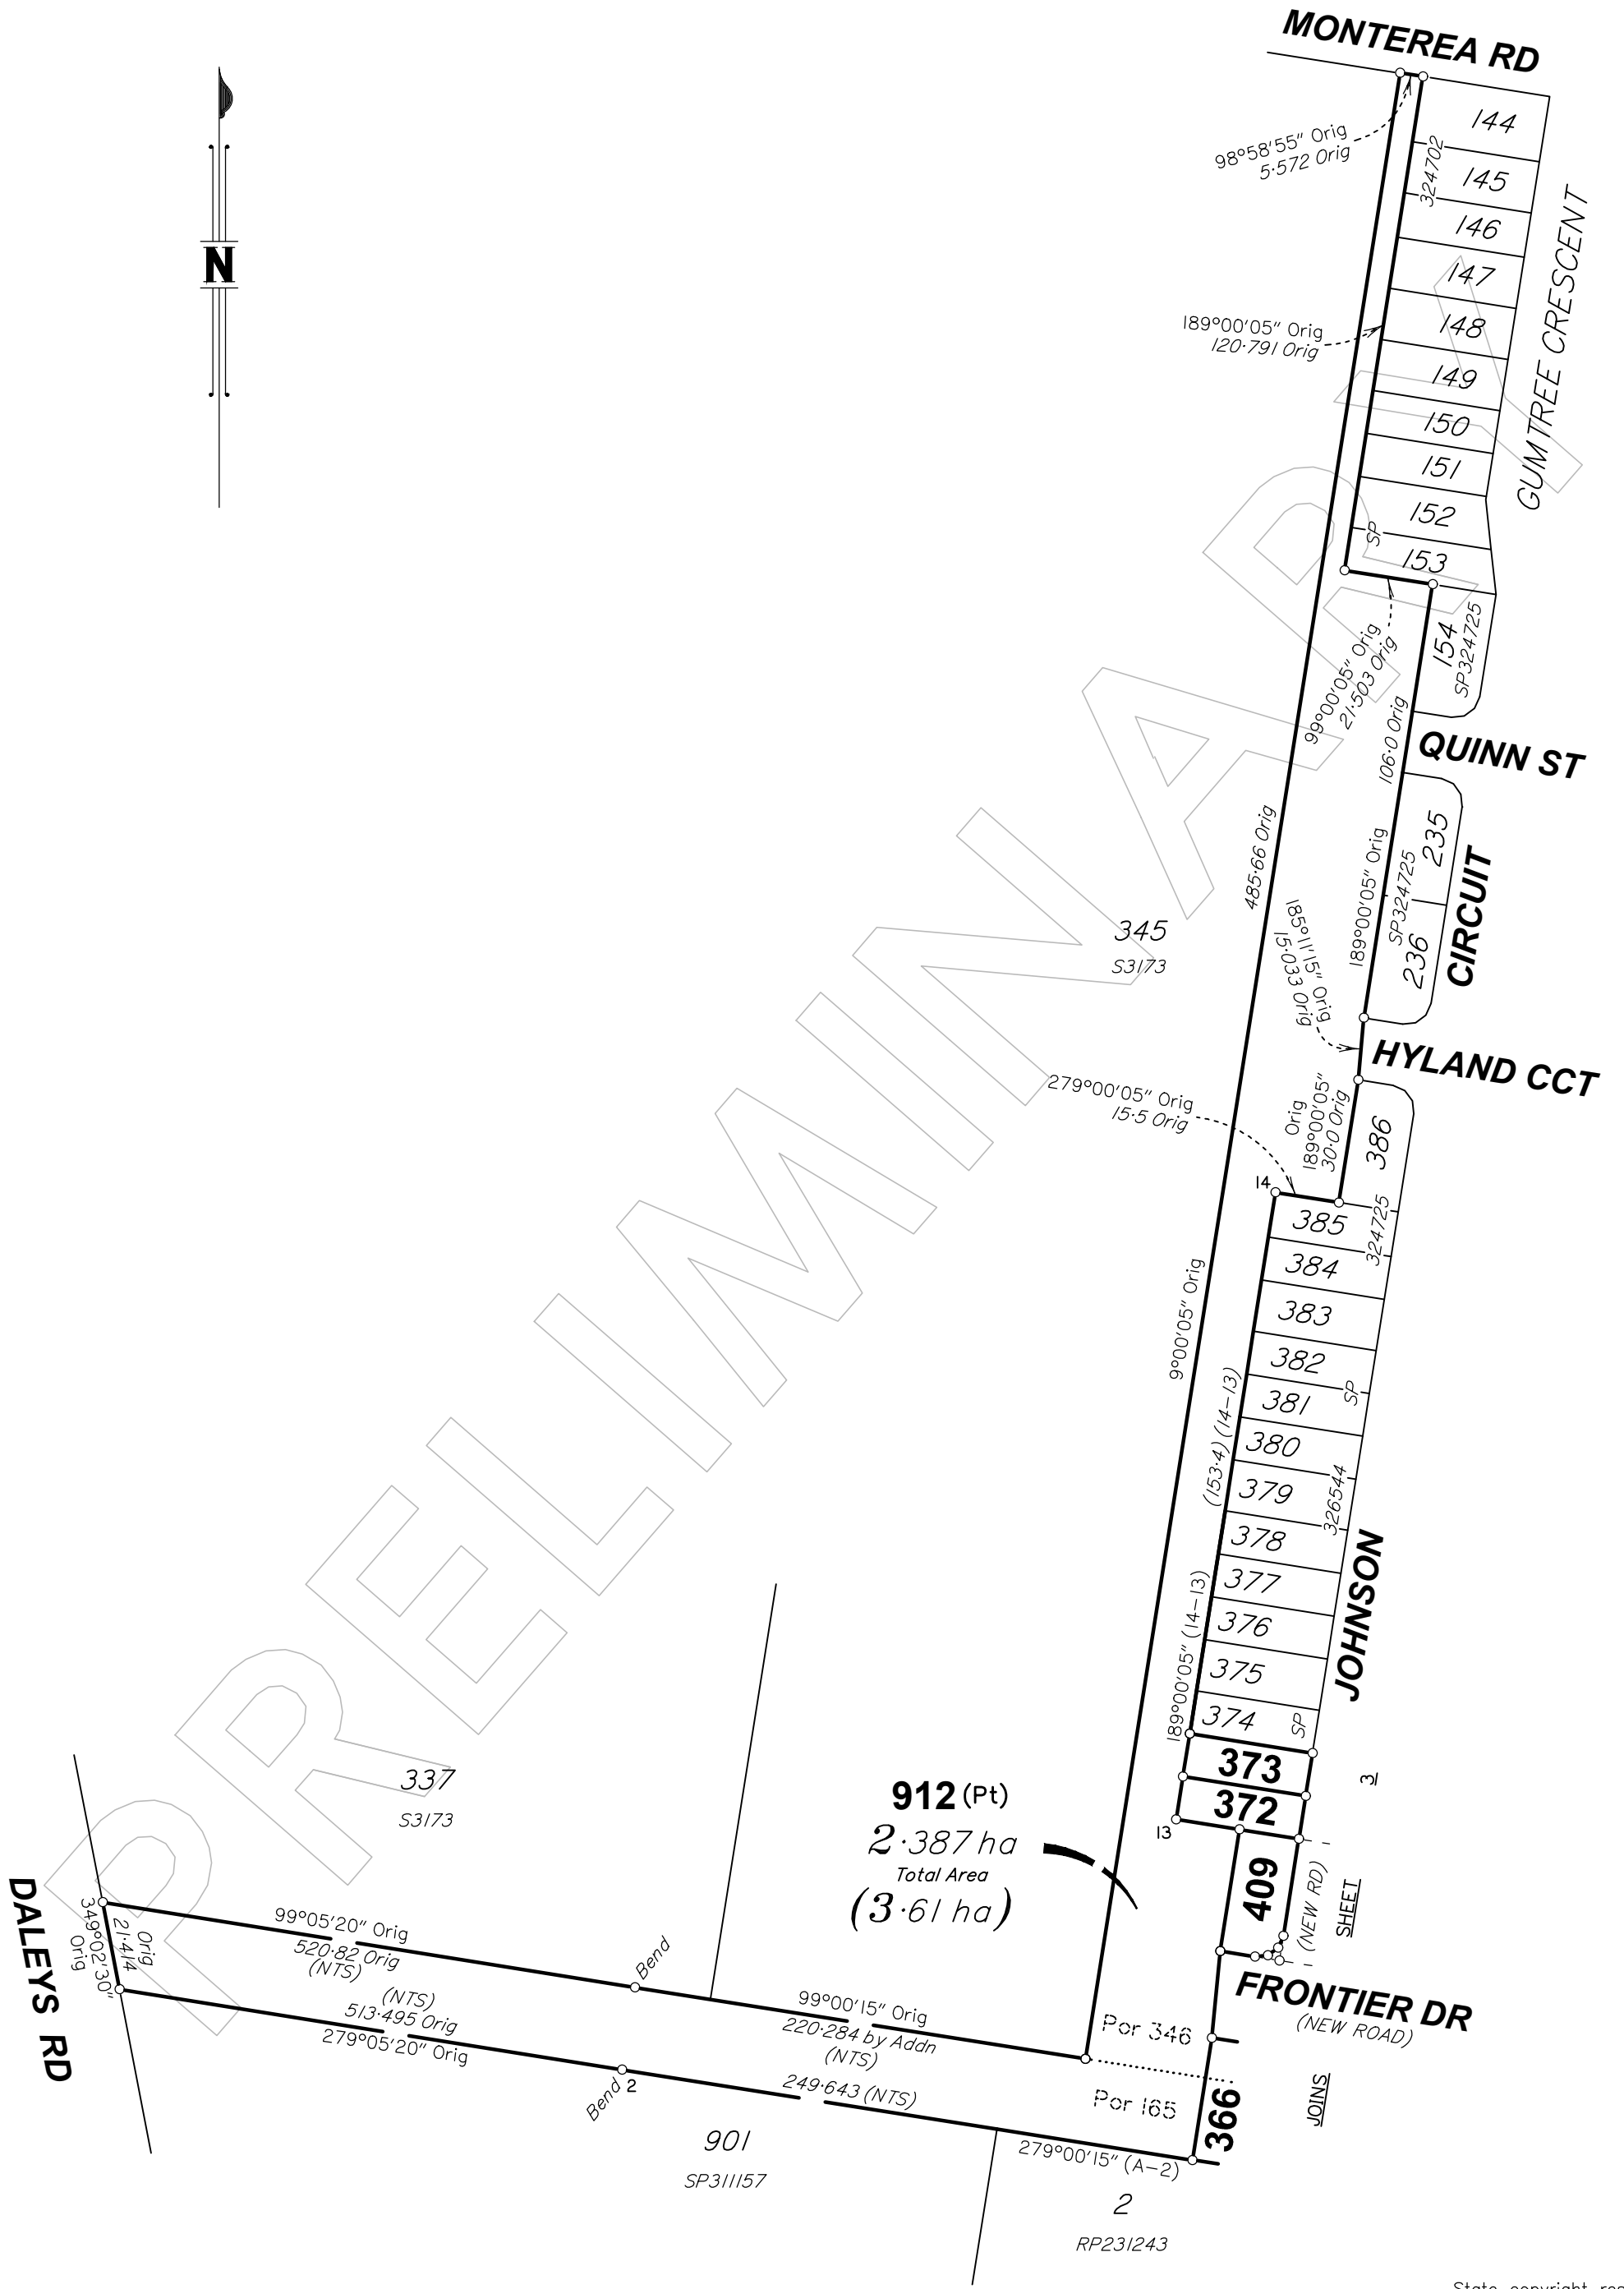 MONTEREA RD
98°58'55" Orig
5·572 Orig
144
324702
145
146
GUMTREE CRESCENT
147
148
189°00'05" Orig
120·791 Orig
149
150
151
152
SP
153
N
154
SP324725
99°00'05" Orig
21·503 Orig
106·0 Orig
QUINN ST
485·66 Orig
235
SP324725
236
CIRCUIT
189°00'05" Orig
345
S3173
185°11'15" Orig
15·033 Orig
HYLAND CCT
279°00'05" Orig
15·5 Orig
Orig
189°00'05"
30·0 Orig
386
14
385
324725
384
383
9°00'05" Orig
382
SP
381
(153·4) (14-13)
380
379
326544
378
377
JOHNSON
376
189°00'05" (14-13)
375
374
SP
373
3
372
13
337
S3173
912 (Pt)
2·387 ha
Total Area
(3·61 ha)
409
(NEW RD)
SHEET
DALEYS RD
349°02'30"
Orig
21·414
Orig
99°05'20" Orig
520·82 Orig
(NTS)
Bend
(NTS)
513·495 Orig
279°05'20" Orig
99°00'15" Orig
220·284 by Addn
(NTS)
FRONTIER DR
(NEW ROAD)
Por 346
Por 165
Bend
2
249·643 (NTS)
366
JOINS
901
SP311157
279°00'15" (A-2)
2
RP231243
PRELIMINARY